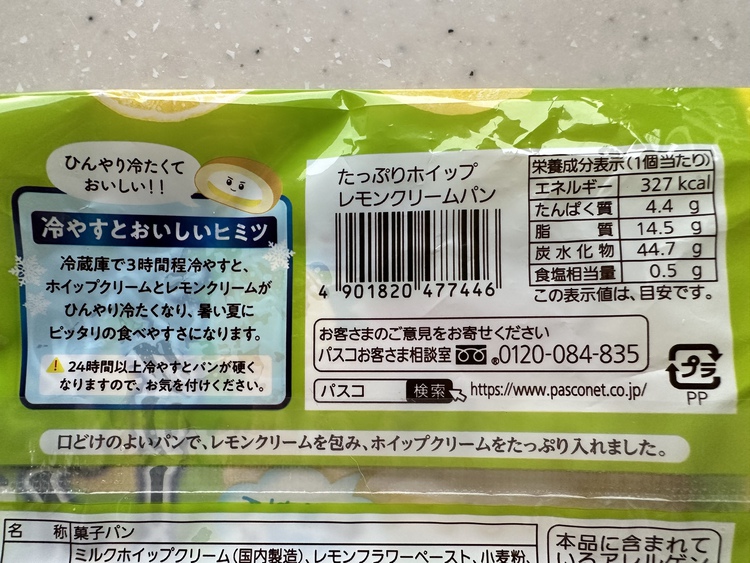 ひんやり冷たくて
おいしい！！
冷やすとおいしいヒミツ
冷蔵庫で3時間程冷やすと、
ホイップクリームとレモンクリームが
ひんやり冷たくなり、暑い夏に
ピッタリの食べやすさになります。
24時間以上冷やすとパンが硬く
なりますので、お気を付けください。
たっぷりホイップ
レモンクリームパン
4 901820 477446
栄養成分表示(1個当たり)
エネルギー 327 kcal
たんぱく質 4.4 g
脂質 14.5 g
炭水化物 44.7 g
食塩相当量 0.5 g
この表示値は、目安です。
お客さまのご意見をお寄せください
パスコお客さま相談室 ®0120-084-835
パスコ 検索 https://www.pasconet.co.jp/
プラ
PP
口どけのよいパンで、レモンクリームを包み、ホイップクリームをたっぷり入れました。
名称 菓子パン
ミルクホイップクリーム(国内製造)、レモンフラワーペースト、小麦粉、
本品に含まれて
いるアレルゲン